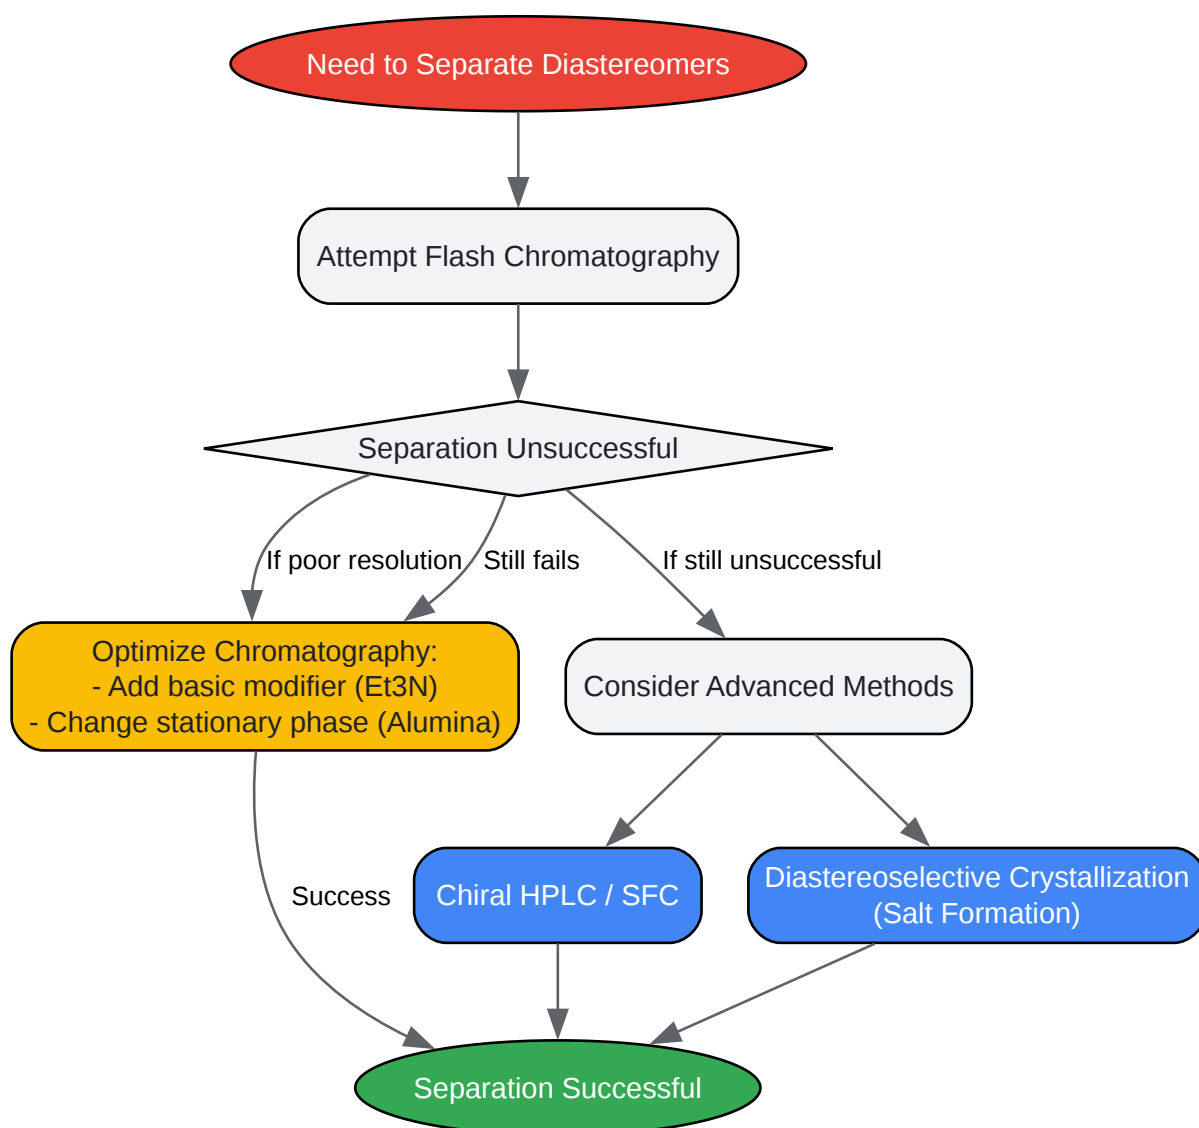 Need to Separate Diastereomers
Attempt Flash Chromatography
Separation Unsuccessful
If poor resolution
Still fails
If still unsuccessful
Optimize Chromatography:
- Add basic modifier (Et3N)
- Change stationary phase (Alumina)
Consider Advanced Methods
Success
Chiral HPLC / SFC
Diastereoselective Crystallization
(Salt Formation)
Separation Successful